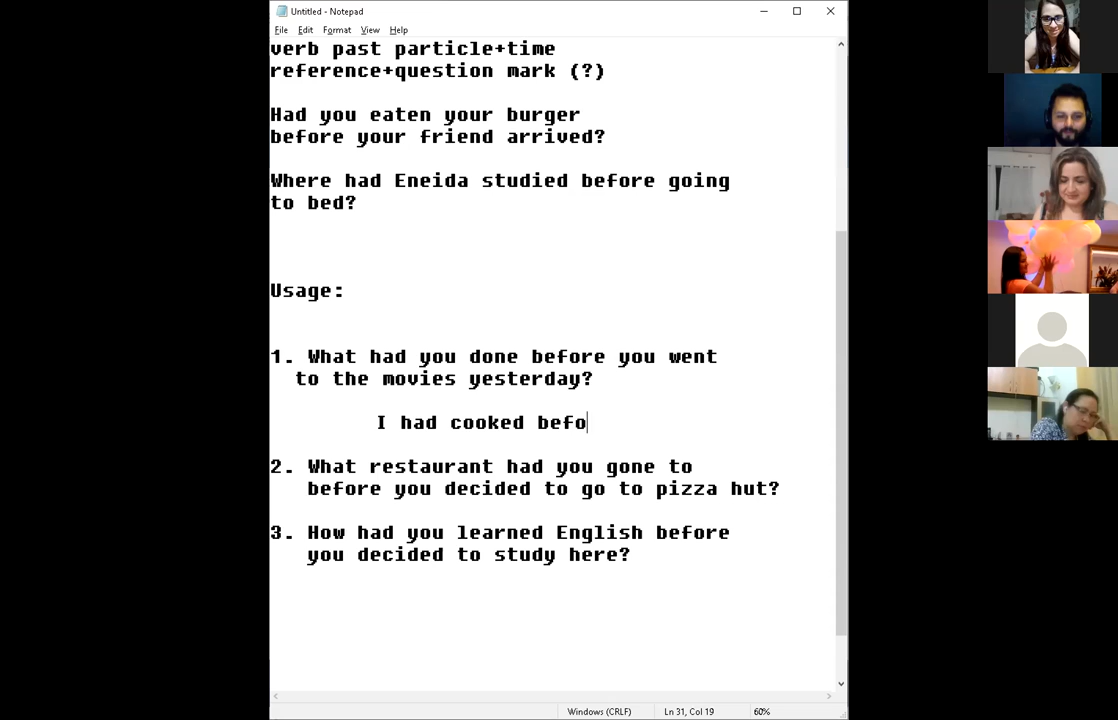 Untitled - Notepad
File Edit Format View Help
verb past particle+time
reference+question mark (?)
Had you eaten your burger
before your friend arrived?
Where had Eneida studied before going
to bed?
Usage:
1. What had you done before you went
to the movies yesterday?
I had cooked befo
2. What restaurant had you gone to
before you decided to go to pizza hut?
3. How had you learned English before
you decided to study here?
Windows (CRLF) Ln 31, Col 19 60%